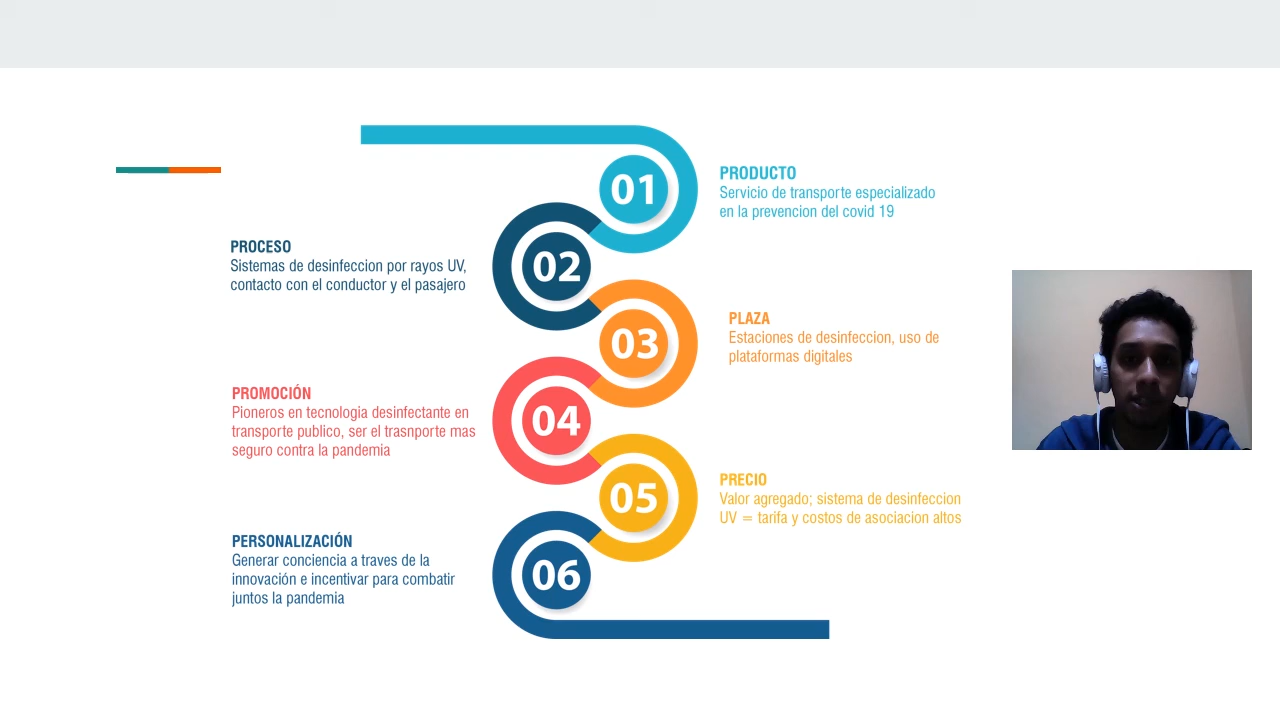 01
PRODUCTO
Servicio de transporte especializado
en la prevencion del covid 19
02
PROCESO
Sistemas de desinfeccion por rayos UV,
contacto con el conductor y el pasajero
03
PLAZA
Estaciones de desinfeccion, uso de
plataformas digitales
04
PROMOCIÓN
Pioneros en tecnologia desinfectante en
transporte publico, ser el trasnporte mas
seguro contra la pandemia
05
PRECIO
Valor agregado; sistema de desinfeccion
UV = tarifa y costos de asociacion altos
06
PERSONALIZACIÓN
Generar conciencia a traves de la
innovación e incentivar para combatir
juntos la pandemia